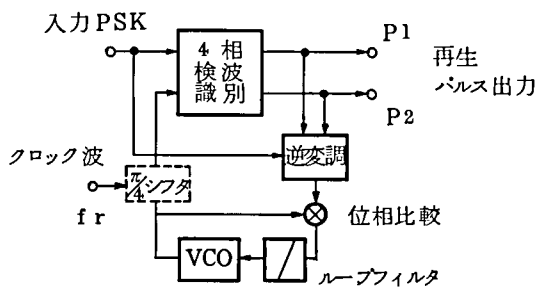 入力PSK
4相
検波
識別
P1
再生
パルス出力
P2
クロック波
fr
π/4シフタ
逆変調
位相比較
VCO
ループフィルタ